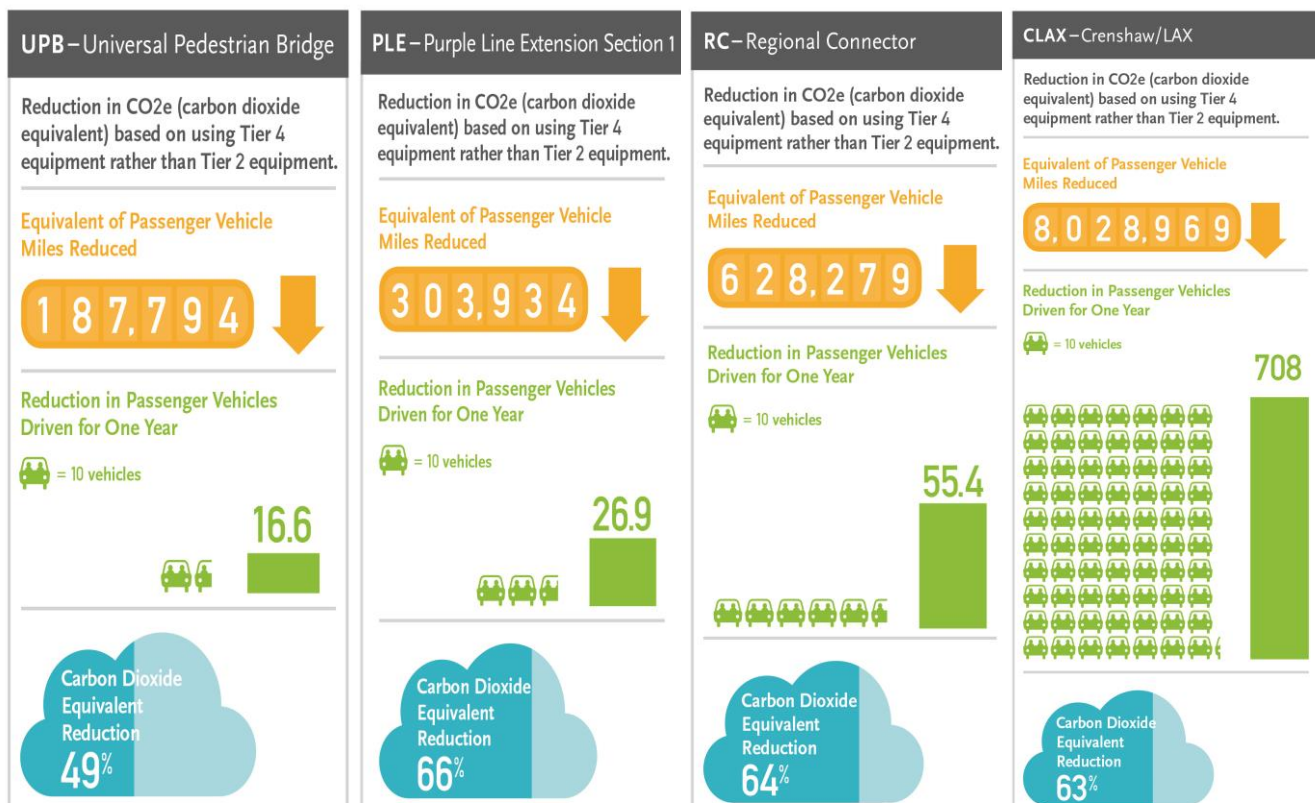 UPB – Universal Pedestrian Bridge
Reduction in CO2e (carbon dioxide
equivalent) based on using Tier 4
equipment rather than Tier 2 equipment.
Equivalent of Passenger Vehicle
Miles Reduced
187,794
Reduction in Passenger Vehicles
Driven for One Year
= 10 vehicles
16.6
Carbon Dioxide
Equivalent
Reduction
49%
PLE – Purple Line Extension Section 1
Reduction in CO2e (carbon dioxide
equivalent) based on using Tier 4
equipment rather than Tier 2 equipment.
Equivalent of Passenger Vehicle
Miles Reduced
303,934
Reduction in Passenger Vehicles
Driven for One Year
= 10 vehicles
26.9
Carbon Dioxide
Equivalent
Reduction
66%
RC – Regional Connector
Reduction in CO2e (carbon dioxide
equivalent) based on using Tier 4
equipment rather than Tier 2 equipment.
Equivalent of Passenger Vehicle
Miles Reduced
628,279
Reduction in Passenger Vehicles
Driven for One Year
= 10 vehicles
55.4
Carbon Dioxide
Equivalent
Reduction
64%
CLAX – Crenshaw/LAX
Reduction in CO2e (carbon dioxide
equivalent) based on using Tier 4
equipment rather than Tier 2 equipment.
Equivalent of Passenger Vehicle
Miles Reduced
8,028,969
Reduction in Passenger Vehicles
Driven for One Year
= 10 vehicles
708
Carbon Dioxide
Equivalent
Reduction
63%